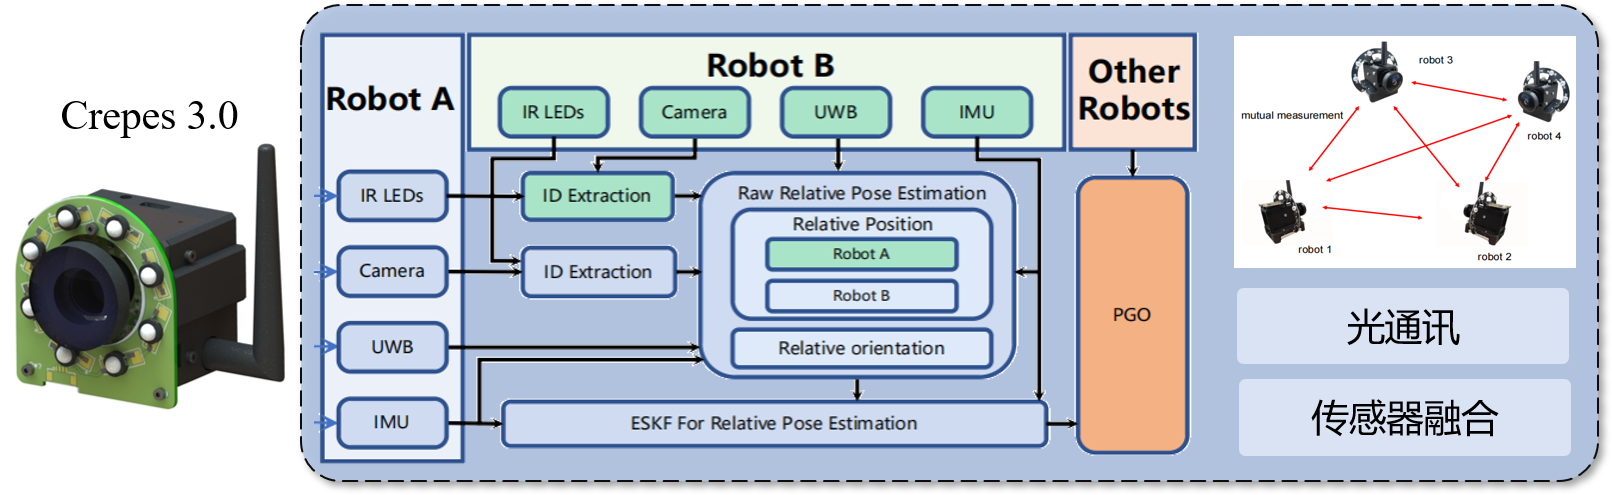 Crepes 3.0
Robot A
IR LEDs
Camera
UWB
IMU
Robot B
IR LEDs
Camera
UWB
IMU
ID Extraction
ID Extraction
Raw Relative Pose Estimation
Relative Position
Robot A
Robot B
Relative orientation
ESKF For Relative Pose Estimation
Other
Robots
PGO
robot 3
mutual measurement
robot 4
robot 1
robot 2
光通讯
传感器融合